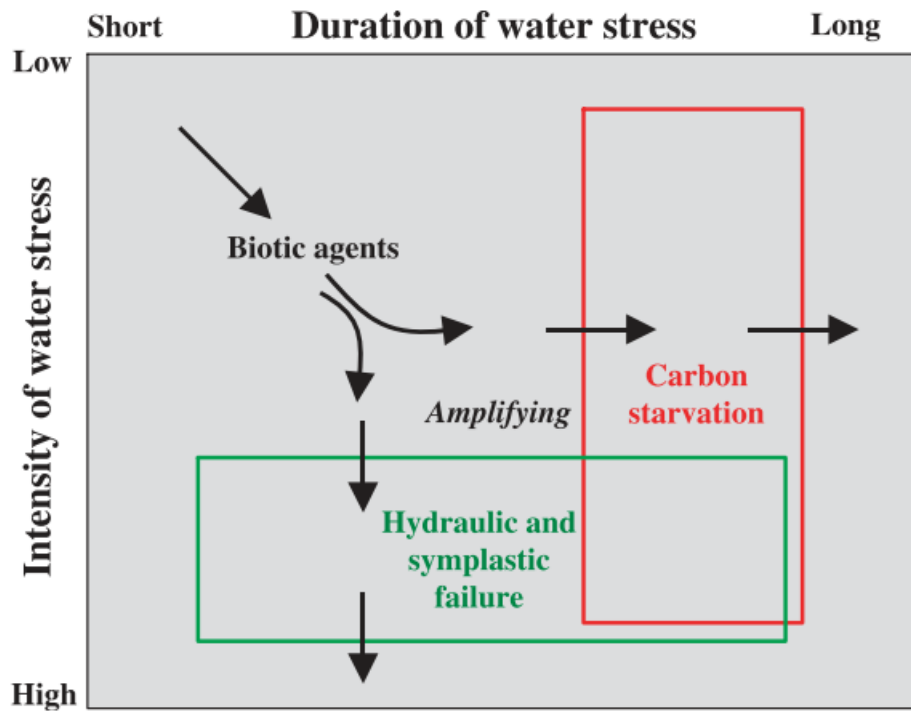 Short Duration of water stress Long
Low
Intensity of water stress
Biotic agents
Carbon
starvation
Amplifying
Hydraulic and
symplastic
failure
High